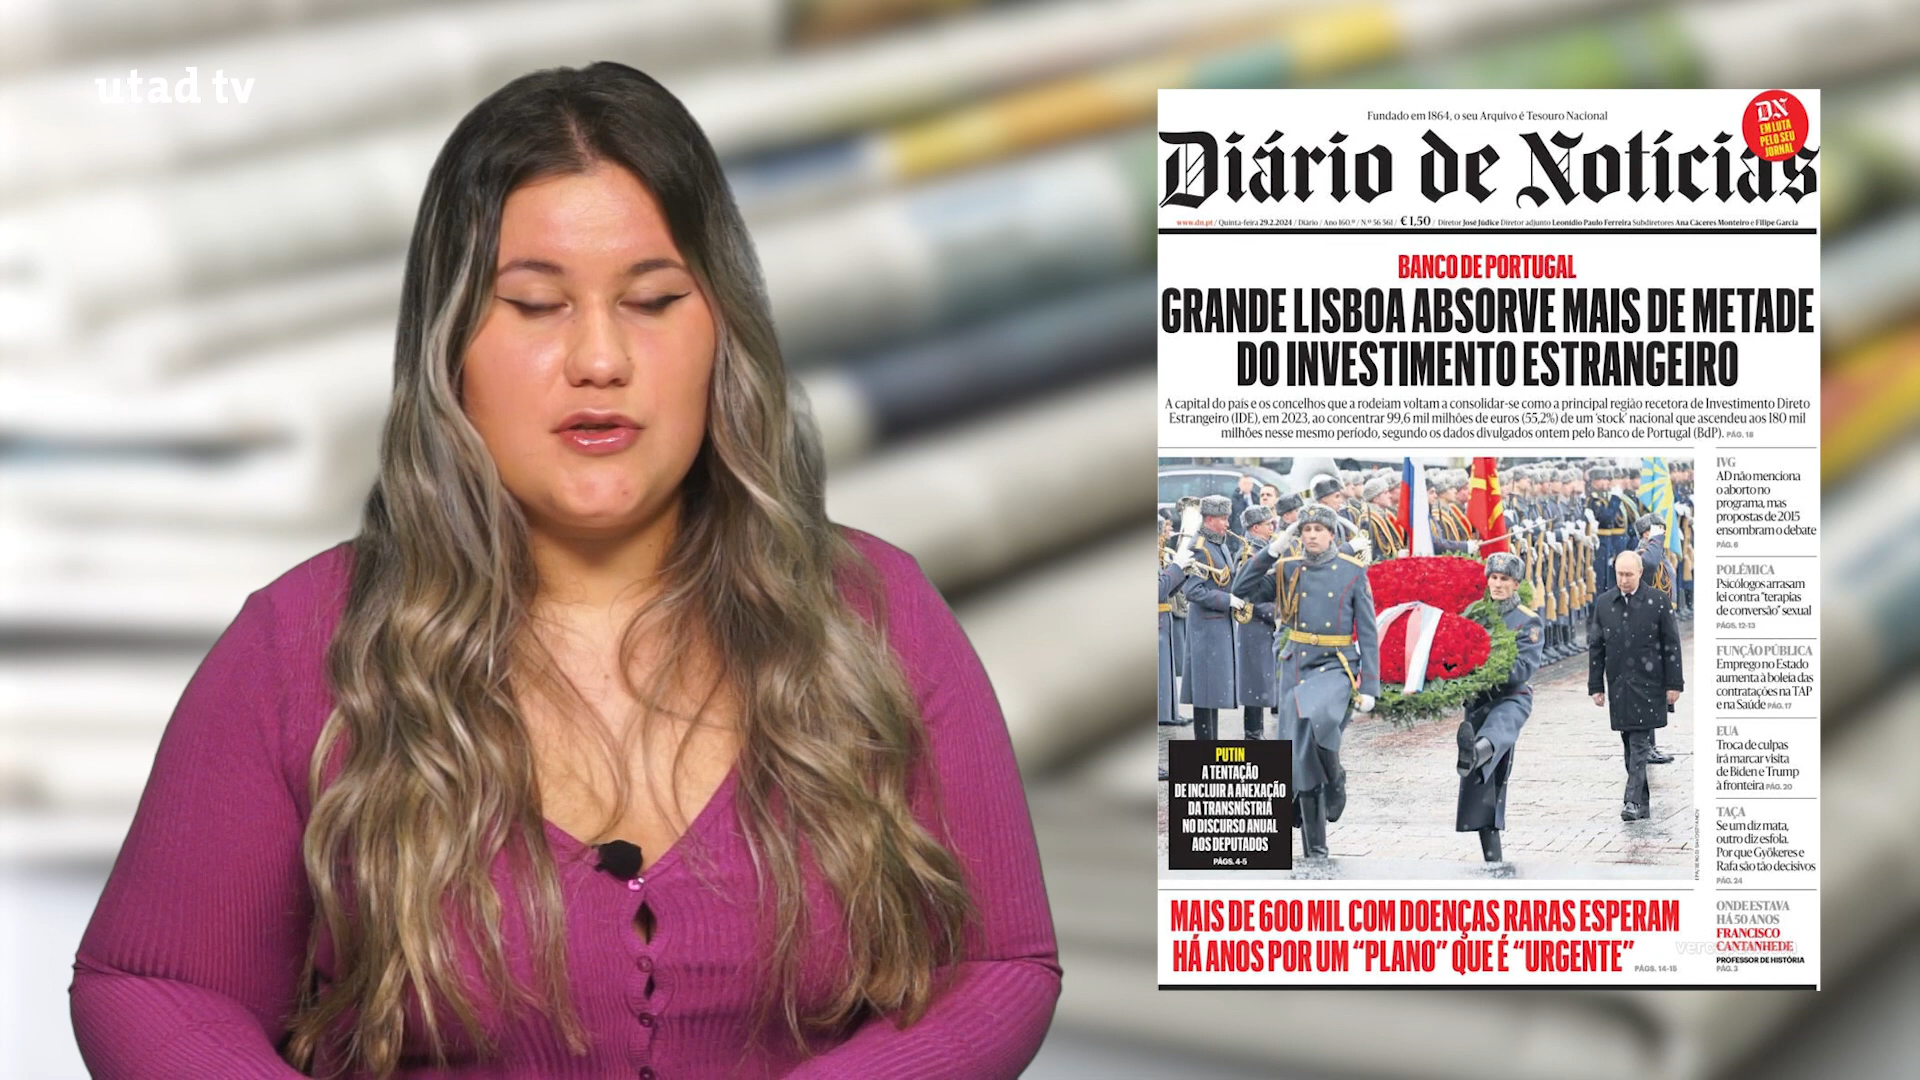 utad tv
Fundado em 1864, o seu Arquivo é Tesouro Nacional
DN
EM LUTA
PELO SEU
JORNAL
Diário de Notícias
www.dn.pt / Quinta-feira 29.2.2024 / Diário / Ano 160.º / N.º 56 561 / € 1,50 / Diretor José Júdice Diretor adjunto Leonídio Paulo Ferreira Subdiretores Ana Cáceres Monteiro e Filipe Garcia
BANCO DE PORTUGAL
GRANDE LISBOA ABSORVE MAIS DE METADE
DO INVESTIMENTO ESTRANGEIRO
A capital do país e os concelhos que a rodeiam voltam a consolidar-se como a principal região recetora de Investimento Direto
Estrangeiro (IDE), em 2023, ao concentrar 99,6 mil milhões de euros (55,2%) de um ‘stock’ nacional que ascendeu aos 180 mil
milhões nesse mesmo período, segundo os dados divulgados ontem pelo Banco de Portugal (BdP). PÁG. 18
PUTIN
A TENTAÇÃO
DE INCLUIR A ANEXAÇÃO
DA TRANSNÍSTRIA
NO DISCURSO ANUAL
AOS DEPUTADOS
PÁGS. 4-5
IVG
AD não menciona
o aborto no
programa, mas
propostas de 2015
ensombram o debate
PÁG. 6
POLÉMICA
Psicólogos arrasam
lei contra “terapias
de conversão” sexual
PÁGS. 12-13
FUNÇÃO PÚBLICA
Emprego no Estado
aumenta à boleia das
contratações na TAP
e na Saúde PÁG. 17
EUA
Troca de culpas
irá marcar visita
de Biden e Trump
à fronteira PÁG. 20
TAÇA
Se um diz mata,
outro diz esfola.
Por que Gyökeres e
Rafa são tão decisivos
PÁG. 24
ONDE ESTAVA
HÁ 50 ANOS
FRANCISCO
CANTANHEDE
PROFESSOR DE HISTÓRIA
PÁG. 3
MAIS DE 600 MIL COM DOENÇAS RARAS ESPERAM
HÁ ANOS POR UM “PLANO” QUE É “URGENTE” PÁGS. 14-15